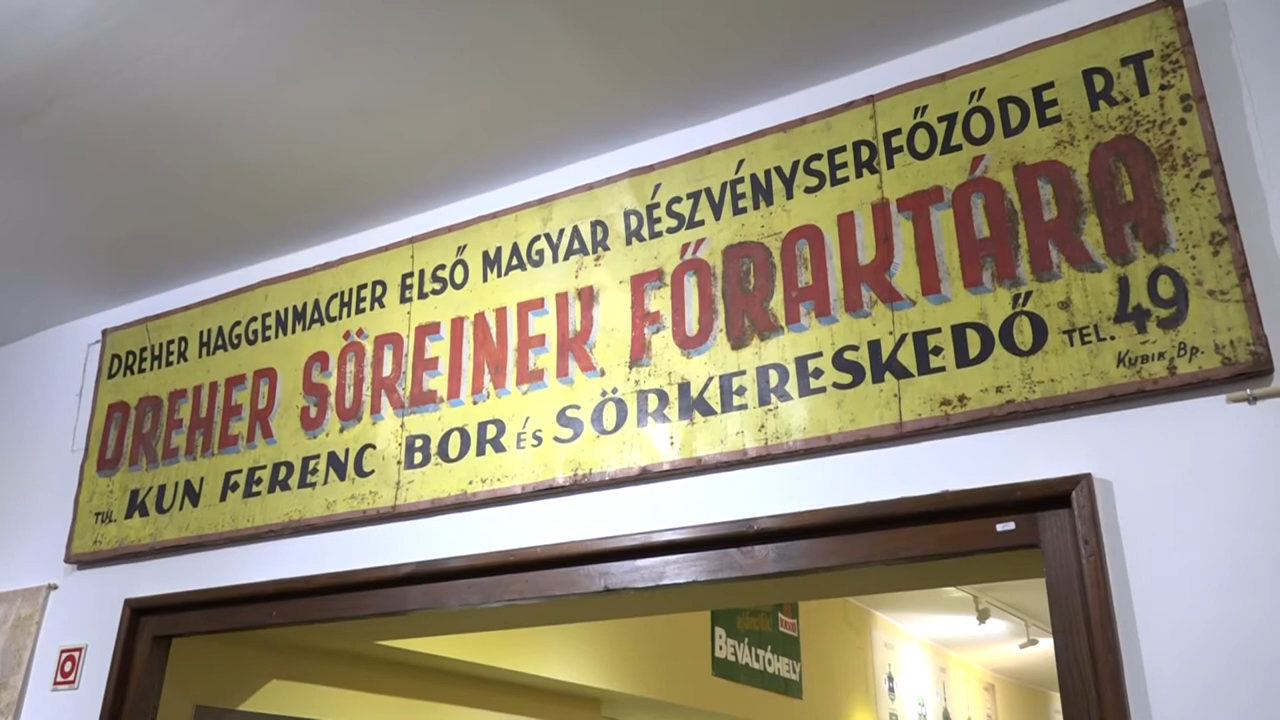 DREHER HAGGENMACHER ELSŐ MAGYAR RÉSZVÉNYSERFŐZŐDE R.T.
DREHER SÖREINEK FŐRAKTÁRA
TUL. KUN FERENC BOR ÉS SÖRKERESKEDŐ TEL. 49
KUBIK BP.
BEVÁLTÓHELY